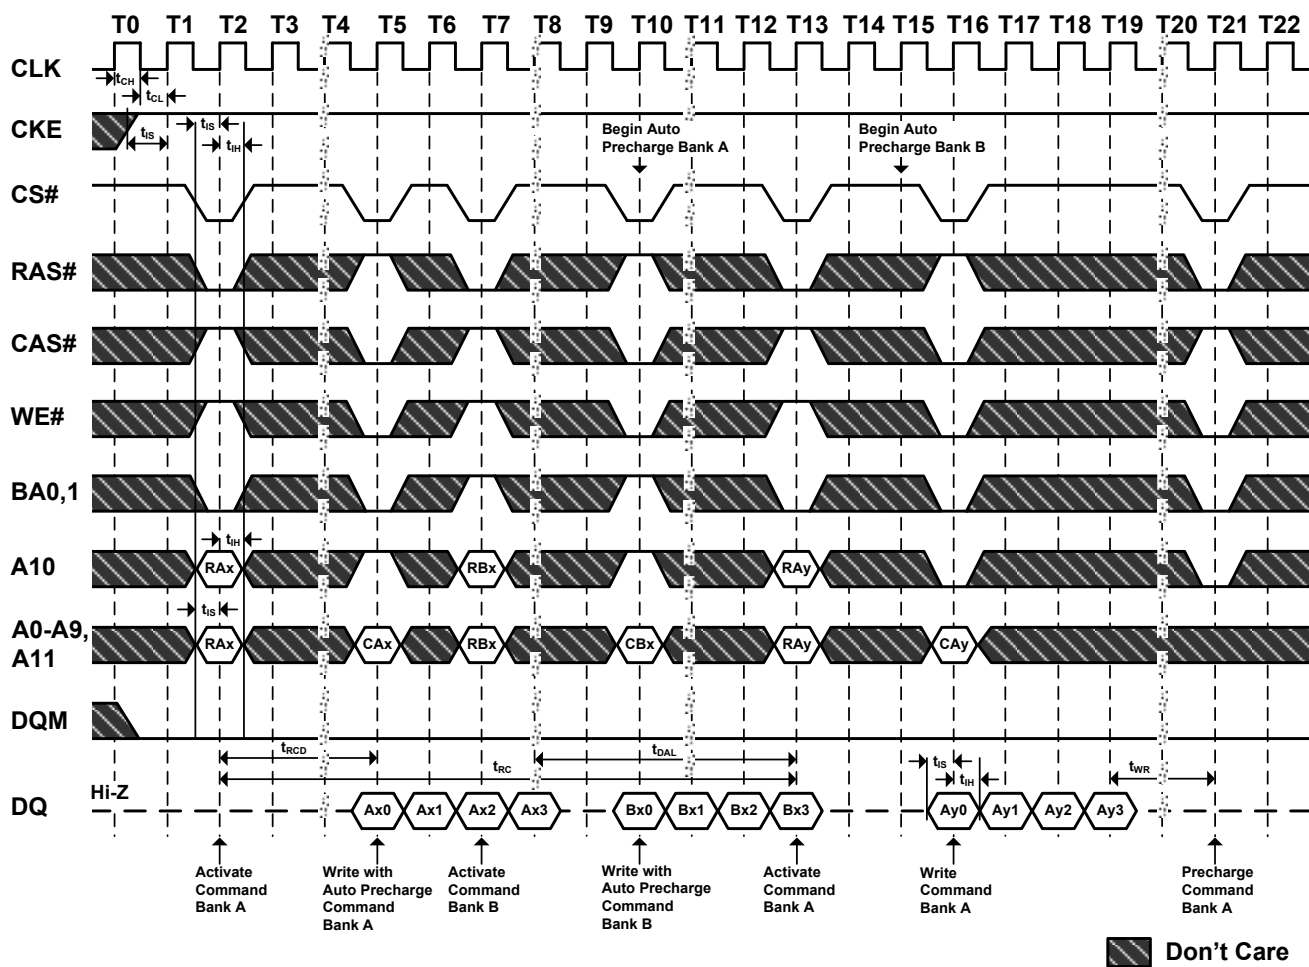 T0 T1 T2 T3 T4 T5 T6 T7 T8 T9 T10 T11 T12 T13 T14 T15 T16 T17 T18 T19 T20 T21 T22
CLK
tCH
tCL
CKE
tIS
tIS
tIH
Begin Auto
Precharge Bank A
Begin Auto
Precharge Bank B
CS#
RAS#
CAS#
WE#
BA0,1
tIH
A10
RAx RBx RAy
tIS
A0-A9,
A11
RAx CAx RBx CBx RAy CAy
DQM
tRCD
tDAL
tRC
tIS
tIH
tWR
Hi-Z
DQ
Ax0 Ax1 Ax2 Ax3 Bx0 Bx1 Bx2 Bx3 Ay0 Ay1 Ay2 Ay3
Activate
Command
Bank A
Write with
Auto Precharge
Command
Bank A
Activate
Command
Bank B
Write with
Auto Precharge
Command
Bank B
Activate
Command
Bank A
Write
Command
Bank A
Precharge
Command
Bank A
Don't Care